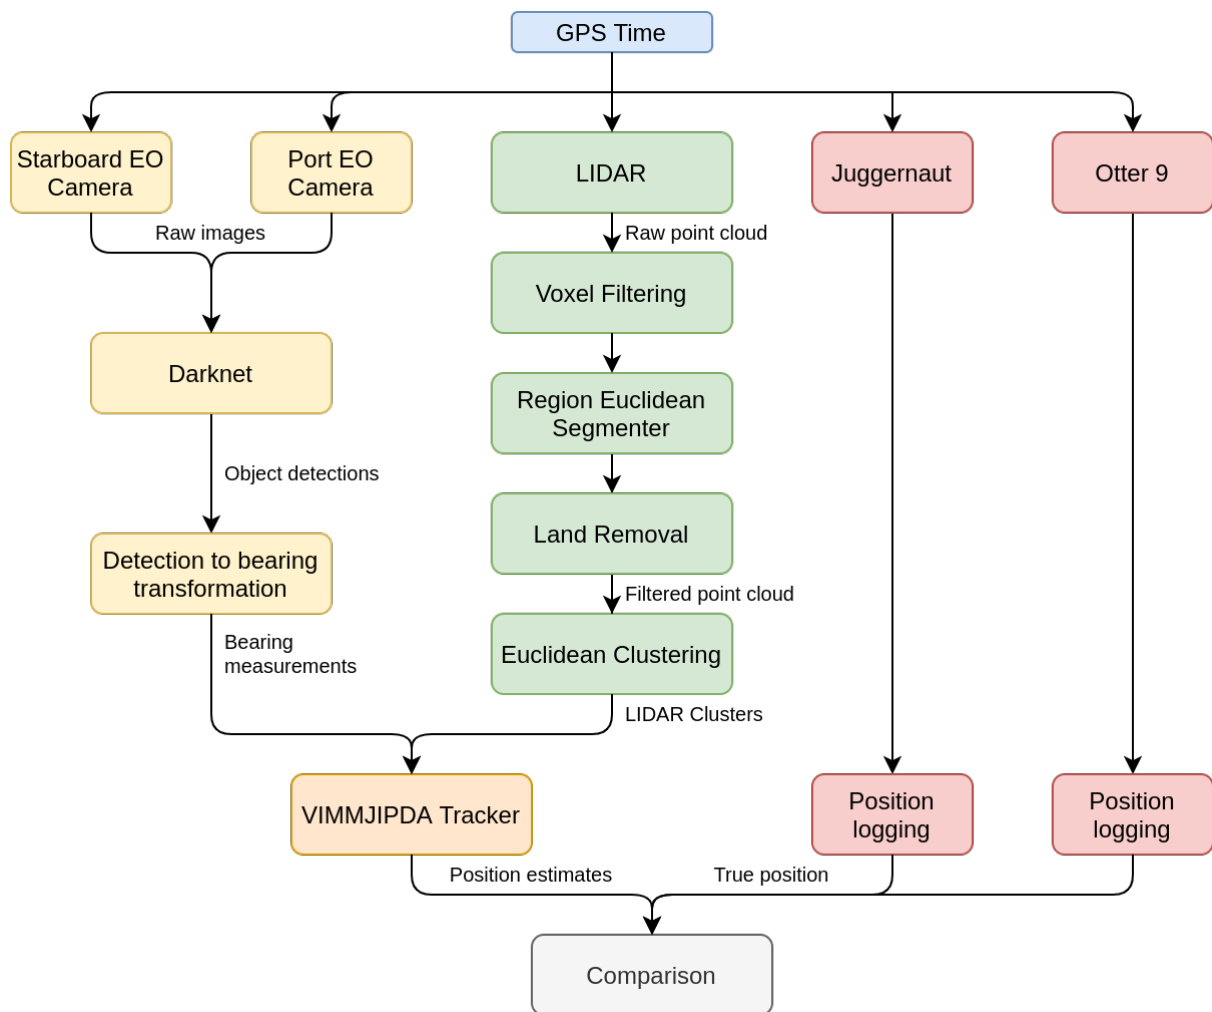 GPS Time
Starboard EO
Camera
Port EO
Camera
LIDAR
Juggernaut
Otter 9
Raw images
Raw point cloud
Voxel Filtering
Darknet
Region Euclidean
Segmenter
Object detections
Land Removal
Detection to bearing
transformation
Filtered point cloud
Bearing
measurements
Euclidean Clustering
LIDAR Clusters
VIMMJIPDA Tracker
Position
logging
Position
logging
Position estimates
True position
Comparison